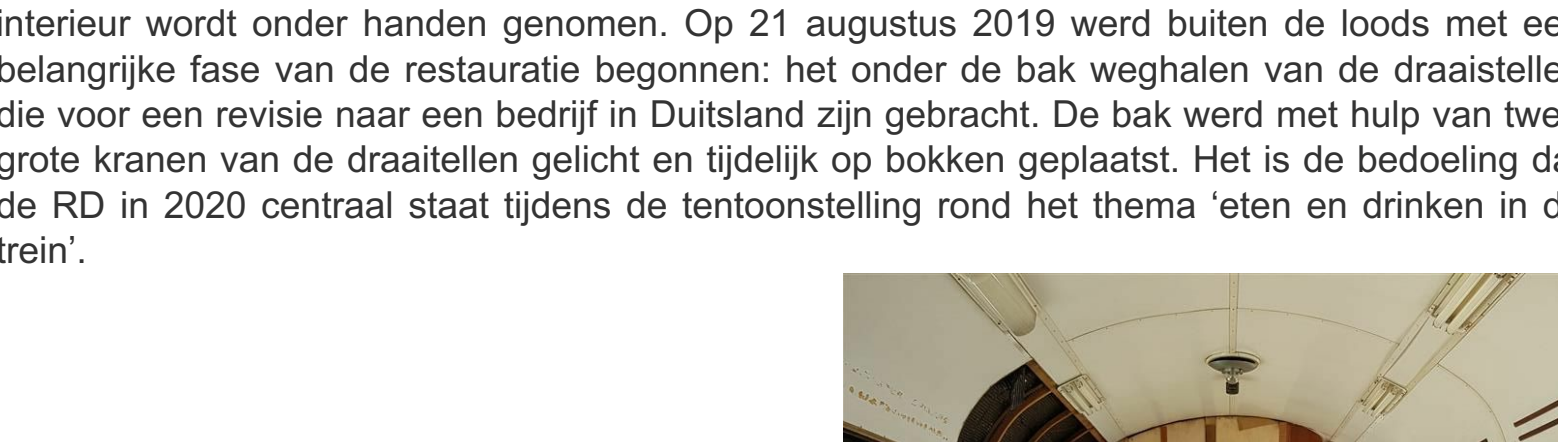 interieur wordt onder handen genomen. Op 21 augustus 2019 werd buiten de loods met ee
belangrijke fase van de restauratie begonnen: het onder de bak weghalen van de draaistelle
die voor een revisie naar een bedrijf in Duitsland zijn gebracht. De bak werd met hulp van twe
grote kranen van de draaitellen gelicht en tijdelijk op bokken geplaatst. Het is de bedoeling da
de RD in 2020 centraal staat tijdens de tentoonstelling rond het thema ‘eten en drinken in d
trein’.